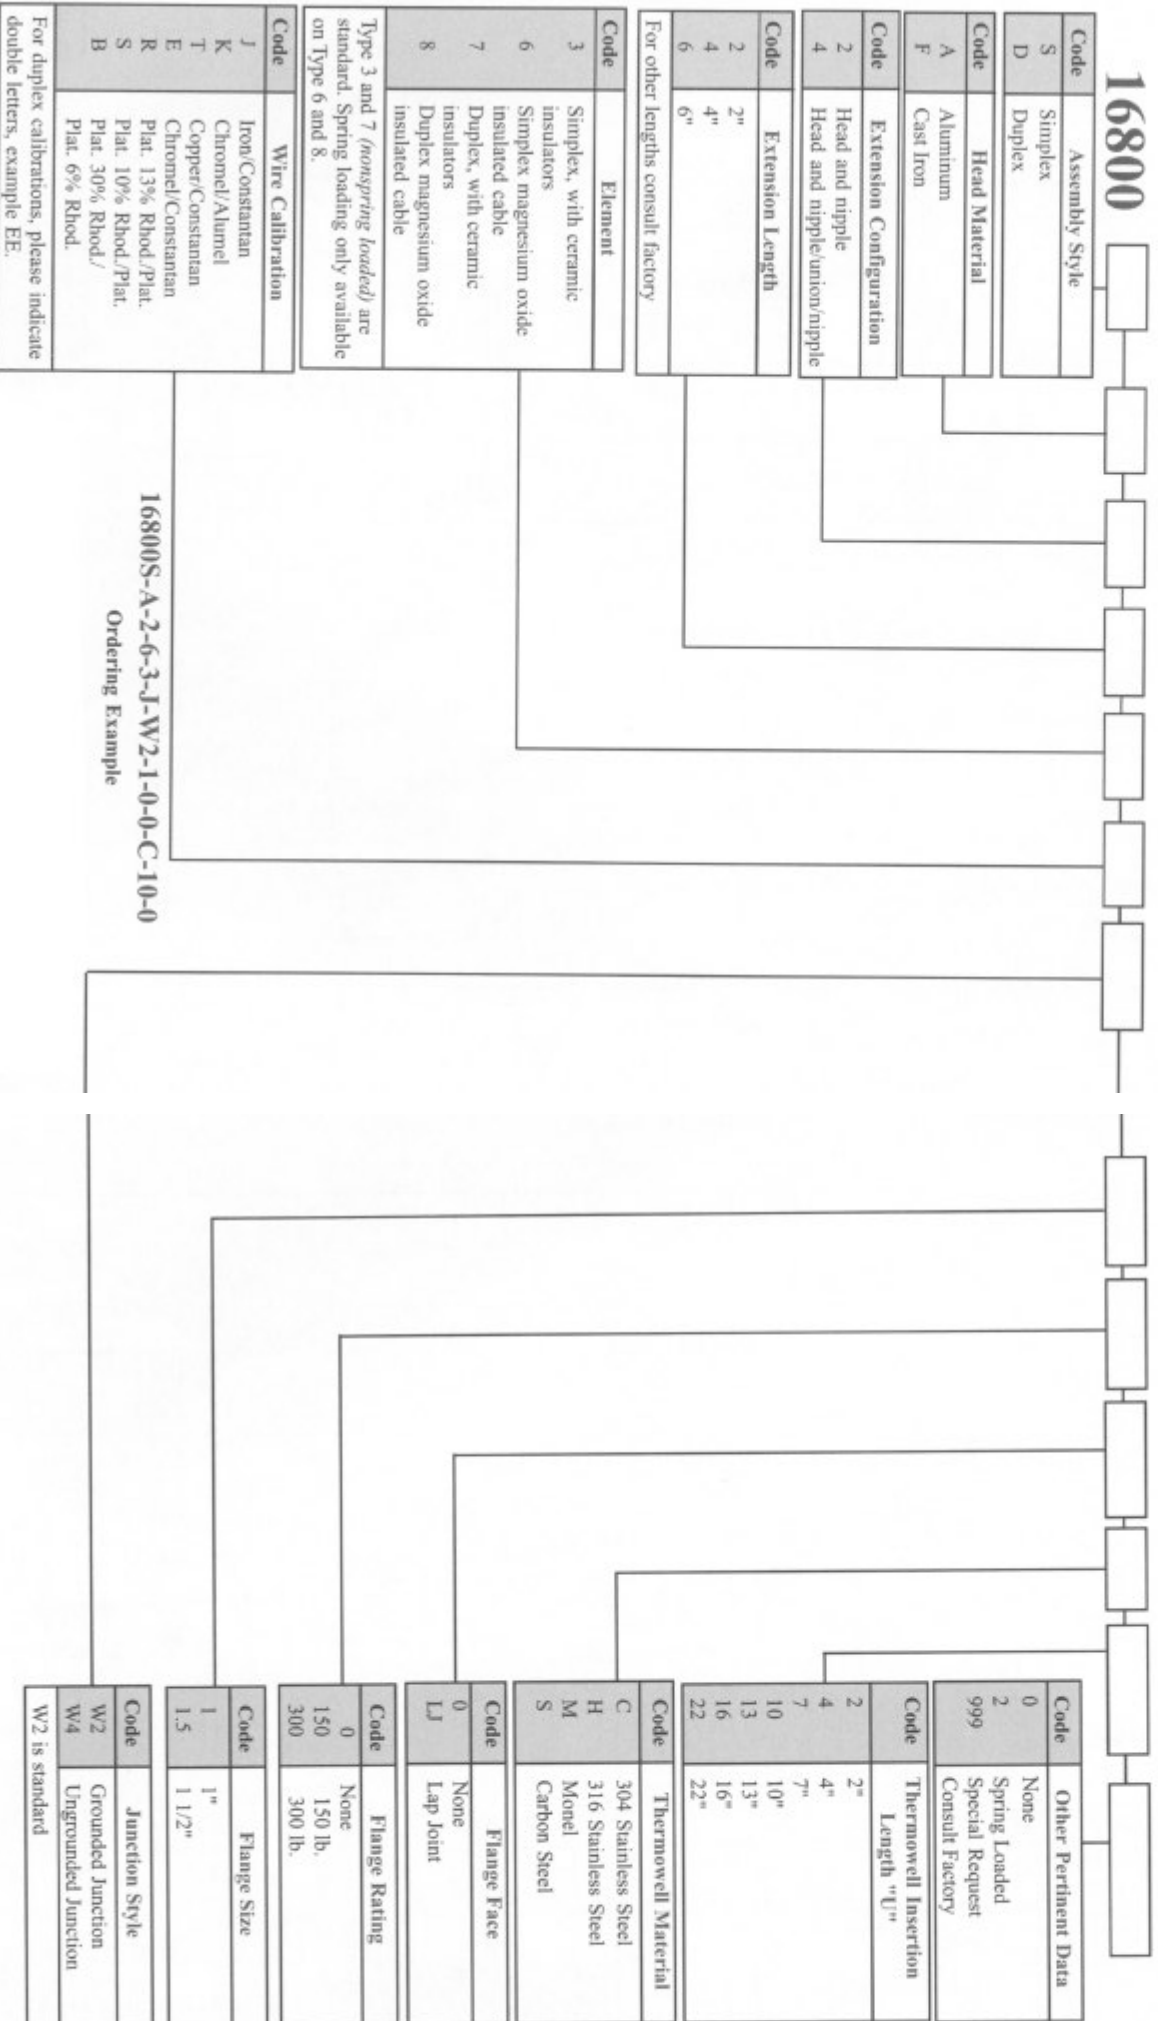 16800
Code Assembly Style
S Simplex
D Duplex
Code Head Material
A Aluminum
F Cast Iron
Code Extension Configuration
2 Head and nipple
4 Head and nipple/union/nipple
Code Extension Length
2 2"
4 4"
6 6"
For other lengths consult factory
Code Element
3 Simplex, with ceramic
insulators
6 Simplex magnesium oxide
insulated cable
7 Duplex, with ceramic
insulators
8 Duplex magnesium oxide
insulated cable
Type 3 and 7 (nonspring loaded) are
standard. Spring loading only available
on Type 6 and 8.
Code Wire Calibration
J Iron/Constantan
K Chromel/Alumel
T Copper/Constantan
E Chromel/Constantan
R Plat. 13% Rhod./Plat.
S Plat. 10% Rhod./Plat.
B Plat. 30% Rhod./
Plat. 6% Rhod.
For duplex calibrations, please indicate
double letters, example EE.
16800S-A-2-6-3-J-W2-1-0-0-C-10-0
Ordering Example
Code Other Pertinent Data
0 None
2 Spring Loaded
999 Special Request
Consult Factory
Code Thermowell Insertion
Length "U"
2 2"
4 4"
7 7"
10 10"
13 13"
16 16"
22 22"
Code Thermowell Material
C 304 Stainless Steel
H 316 Stainless Steel
M Monel
S Carbon Steel
Code Flange Face
0 None
LJ Lap Joint
Code Flange Rating
0 None
150 150 lb.
300 300 lb.
Code Flange Size
1 1"
1.5 1 1/2"
Code Junction Style
W2 Grounded Junction
W4 Ungrounded Junction
W2 is standard